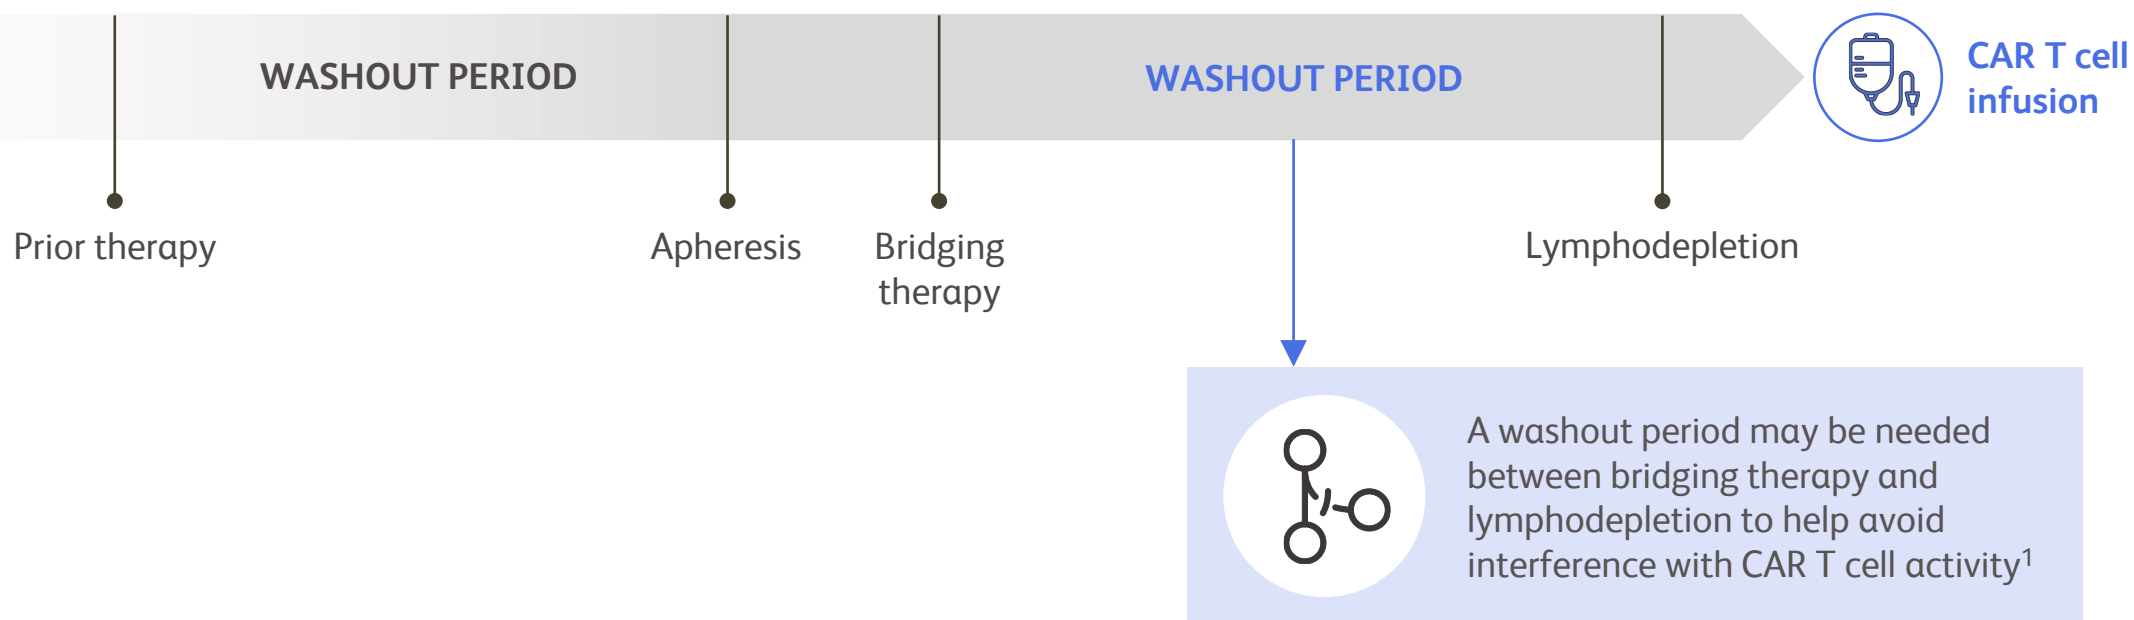 WASHOUT PERIOD
WASHOUT PERIOD
CAR T cell
infusion
Prior therapy
Apheresis
Bridging
therapy
Lymphodepletion
A washout period may be needed
between bridging therapy and
lymphodepletion to help avoid
interference with CAR T cell activity¹